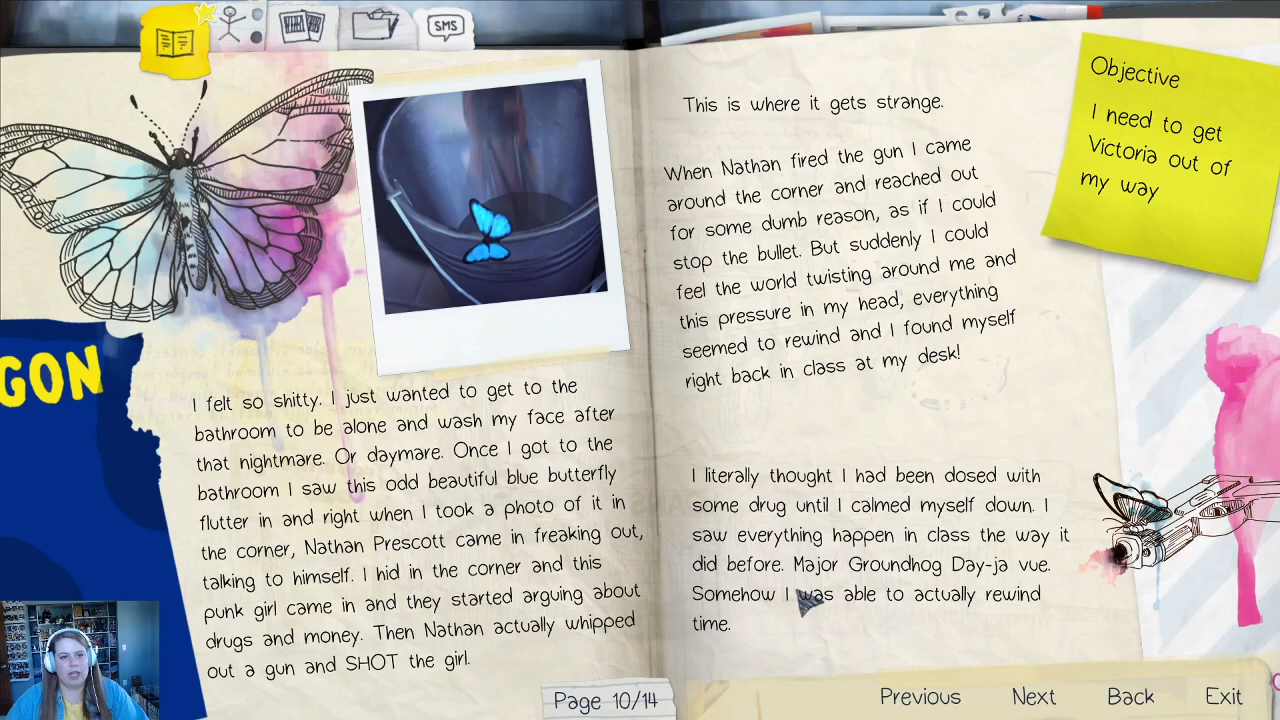 SMS
GON
I felt so shitty. I just wanted to get to the
bathroom to be alone and wash my face after
that nightmare. Or daymare. Once I got to the
bathroom I saw this odd beautiful blue butterfly
flutter in and right when I took a photo of it in
the corner, Nathan Prescott came in freaking out,
talking to himself. I hid in the corner and this
punk girl came in and they started arguing about
drugs and money. Then Nathan actually whipped
out a gun and SHOT the girl.
This is where it gets strange.
When Nathan fired the gun I came
around the corner and reached out
for some dumb reason, as if I could
stop the bullet. But suddenly I could
feel the world twisting around me and
this pressure in my head, everything
seemed to rewind and I found myself
right back in class at my desk!
I literally thought I had been dosed with
some drug until I calmed myself down. I
saw everything happen in class the way it
did before. Major Groundhog Day-ja vue.
Somehow I was able to actually rewind
time.
Objective
I need to get
Victoria out of
my way
Page 10/14
Previous
Next
Back
Exit